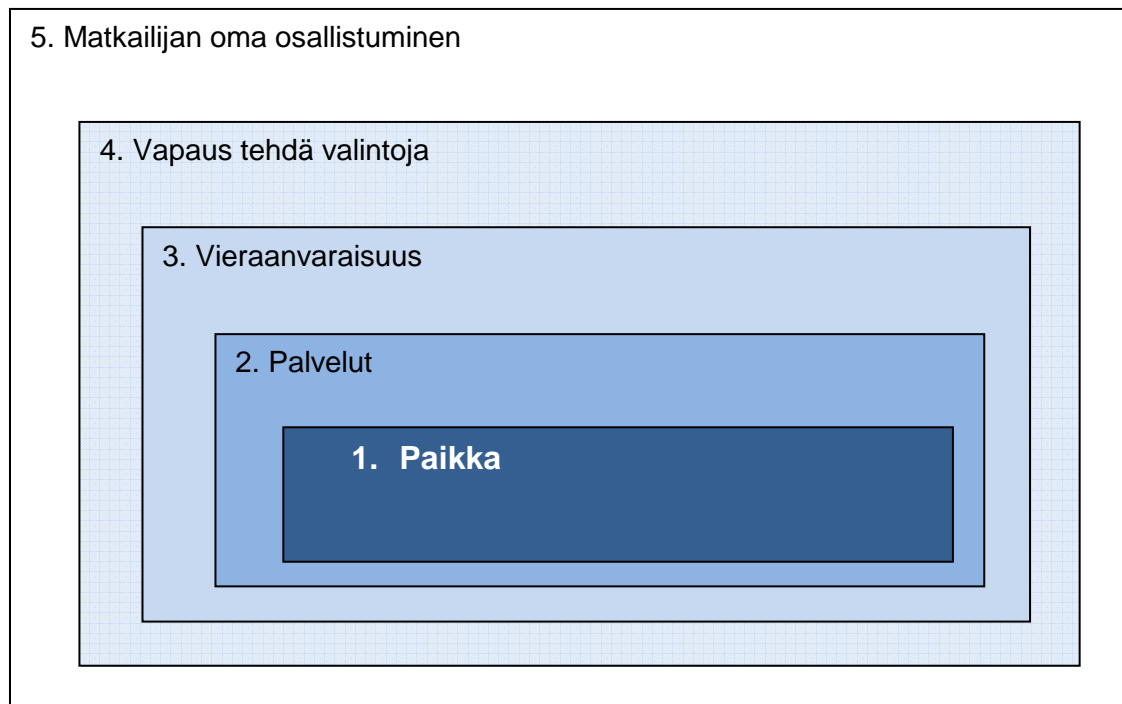 5. Matkailijan oma osallistuminen
4. Vapaus tehdä valintoja
3. Vieraanvaraisuus
2. Palvelut
1. Paikka